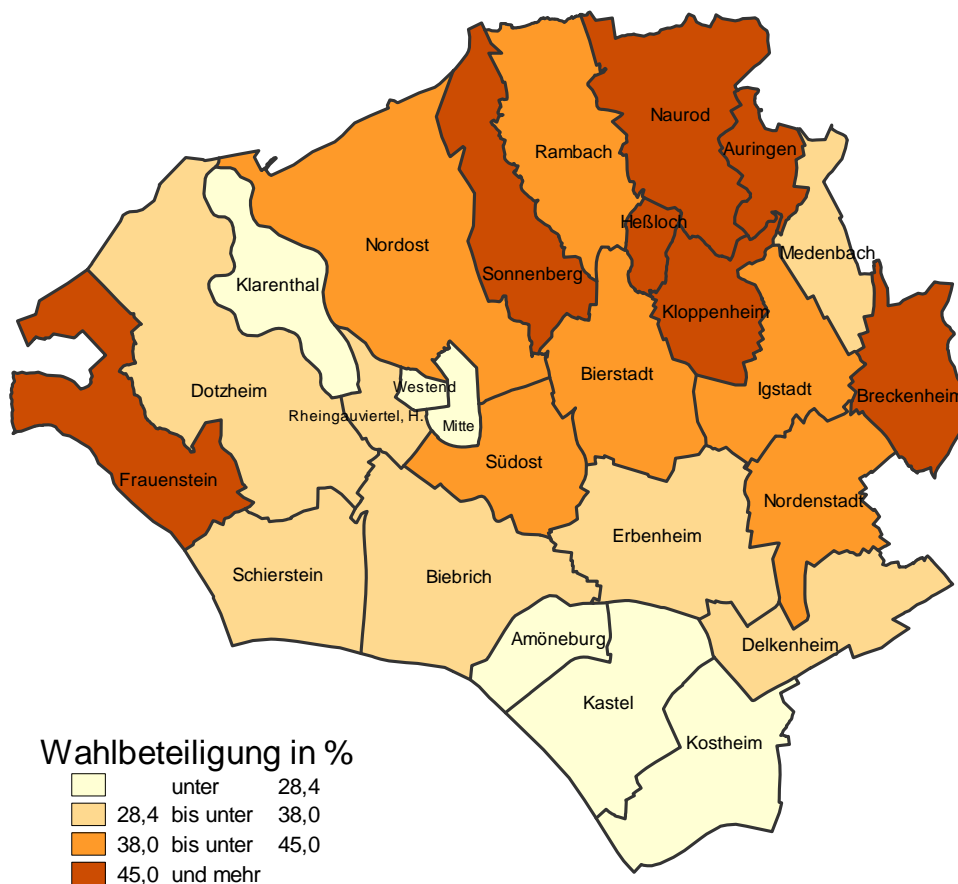 Naurod
Auringen
Rambach
Heßloch
Nordost
Medenbach
Sonnenberg
Klarenthal
Kloppenheim
Bierstadt
Westend
Dotzheim
Igstadt
Breckenheim
Rheingauviertel, H.
Mitte
Südost
Frauenstein
Nordenstadt
Erbenheim
Schierstein
Biebrich
Amöneburg
Delkenheim
Kastel
Kostheim
Wahlbeteiligung in %
unter 28,4
28,4 bis unter 38,0
38,0 bis unter 45,0
45,0 und mehr